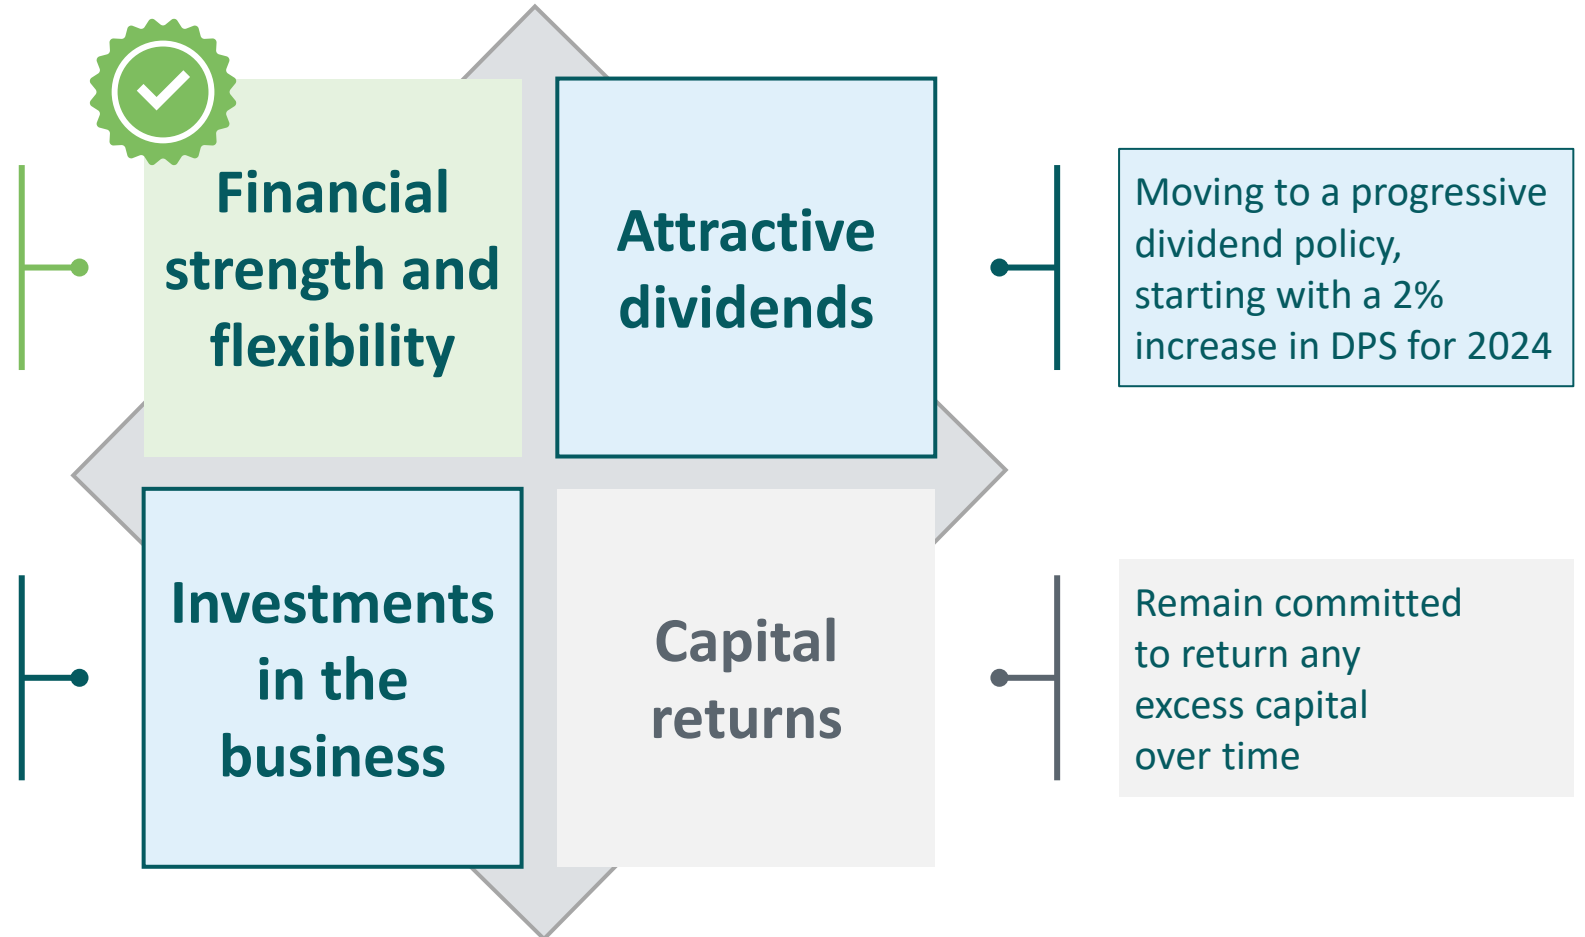 Financial
strength and
flexibility
Attractive
dividends
Moving to a progressive
dividend policy,
starting with a 2%
increase in DPS for 2024
Investments
in the
business
Capital
returns
Remain committed
to return any
excess capital
over time